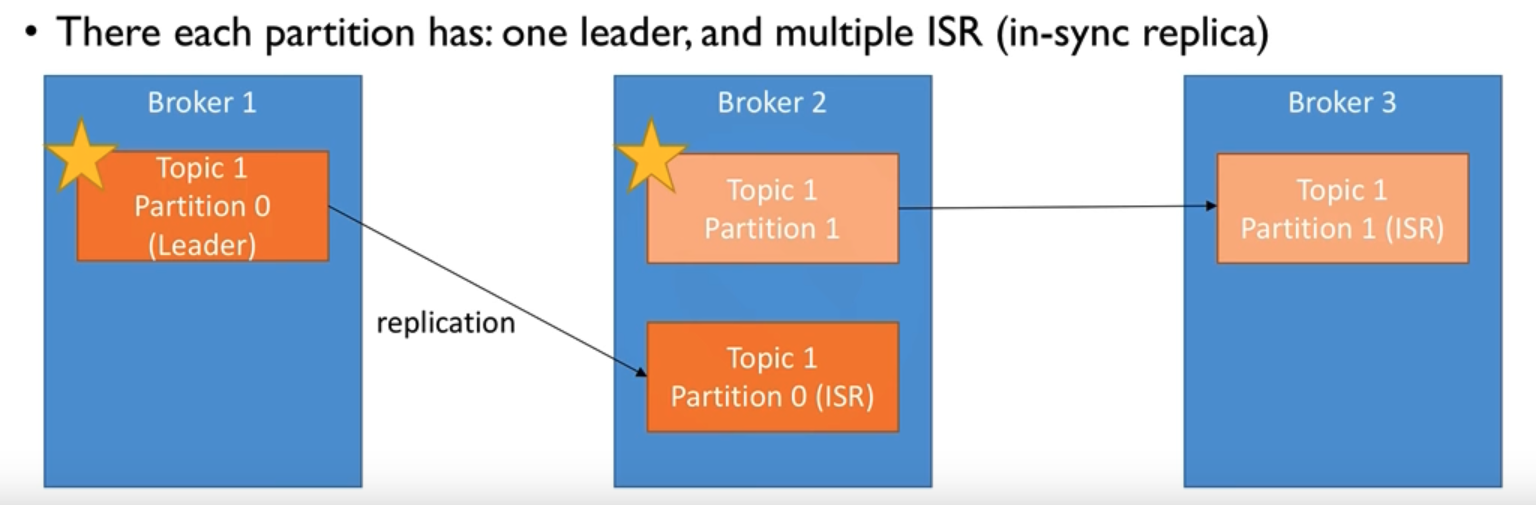 • There each partition has: one leader, and multiple ISR (in-sync replica)
Broker 1
Topic 1
Partition 0
(Leader)
replication
Broker 2
Topic 1
Partition 1
Topic 1
Partition 0 (ISR)
Broker 3
Topic 1
Partition 1 (ISR)